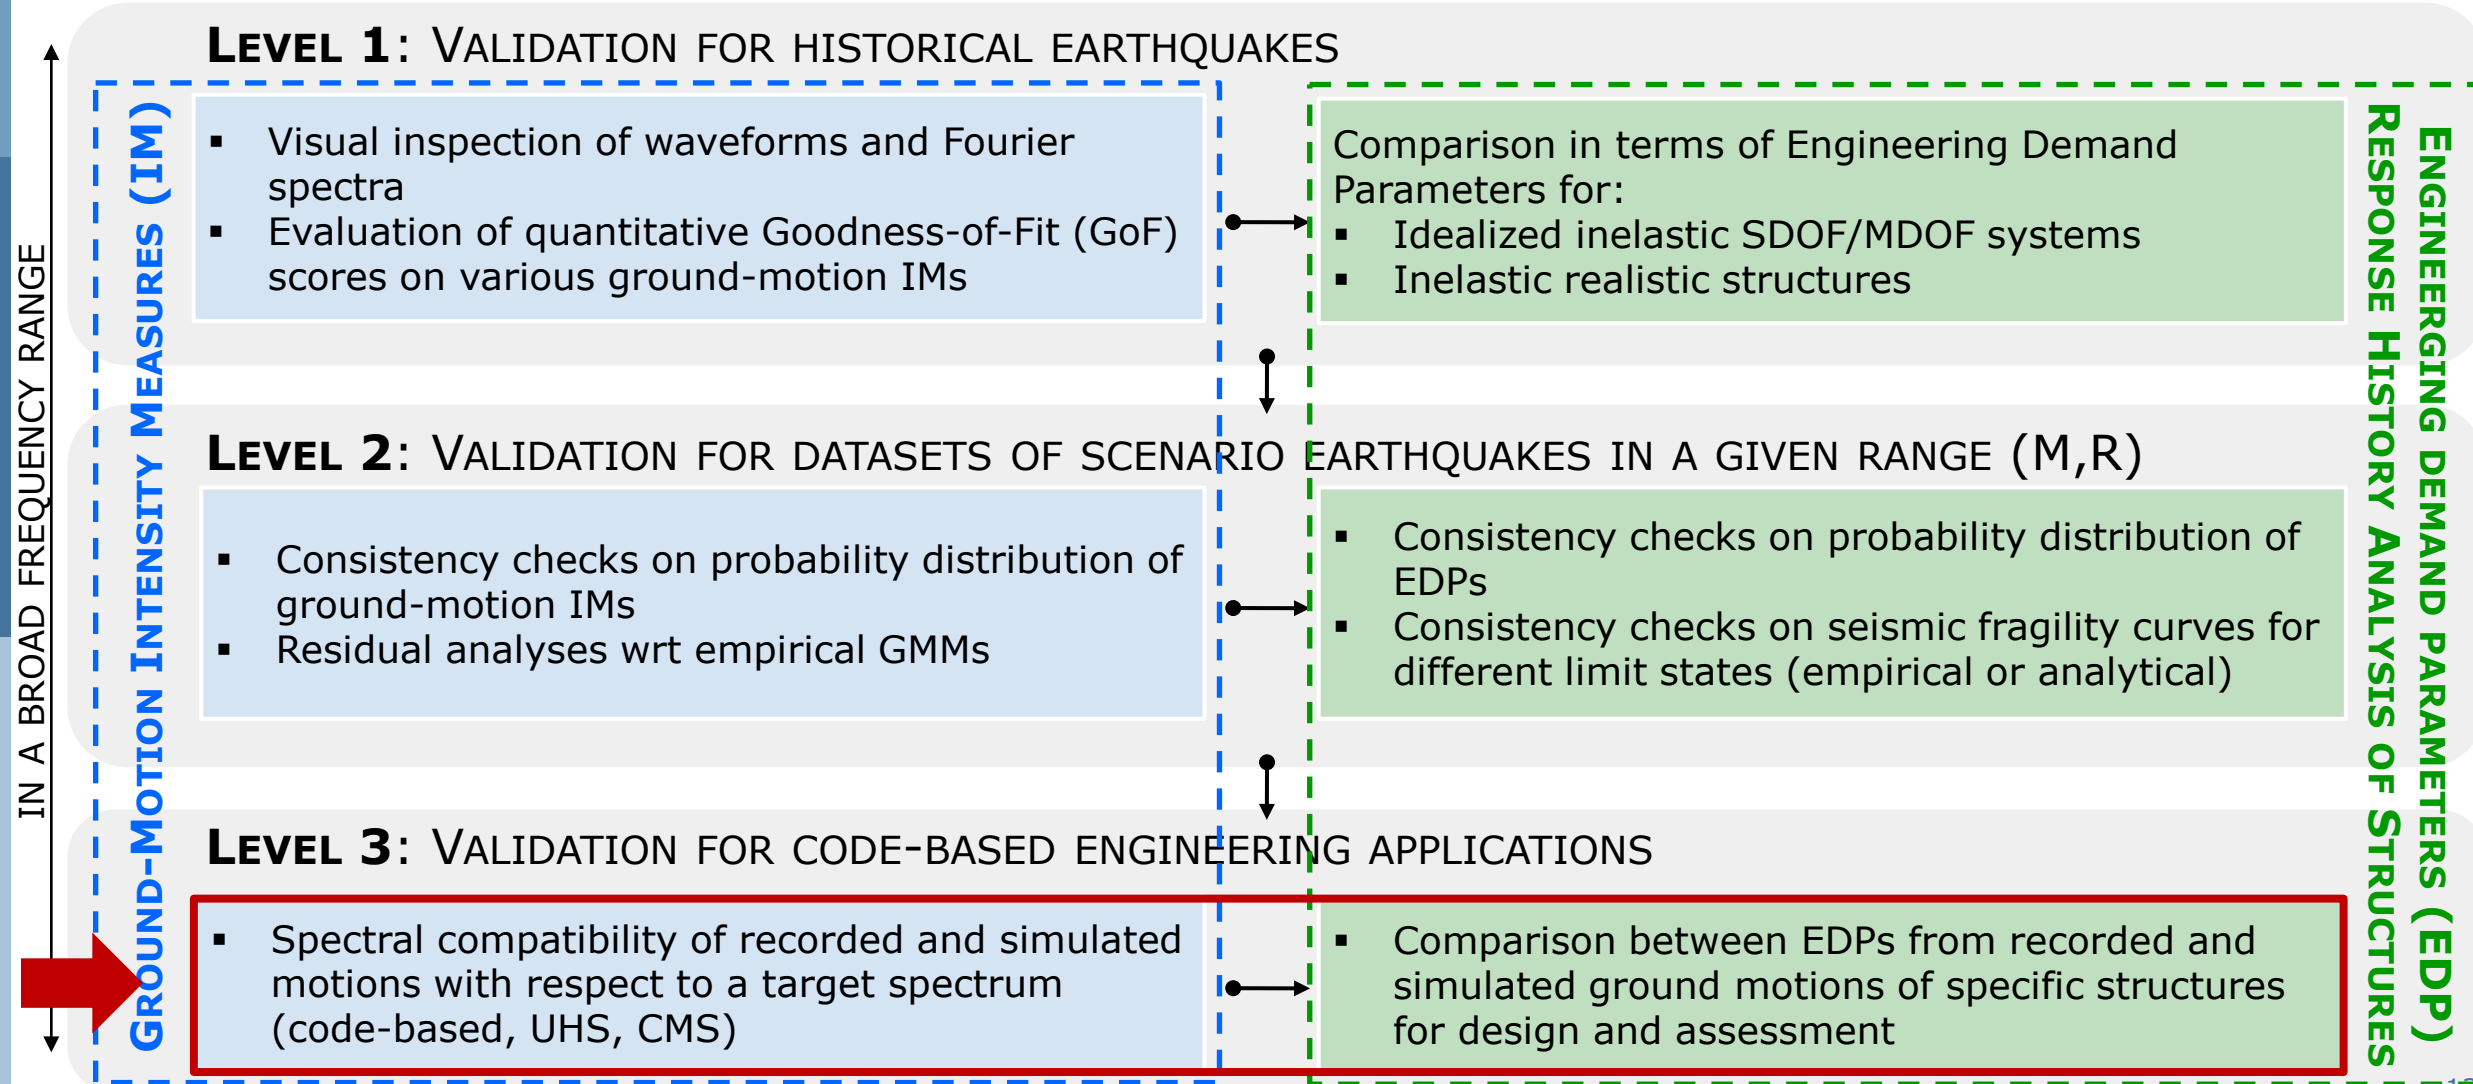 LEVEL 1: VALIDATION FOR HISTORICAL EARTHQUAKES
▪ Visual inspection of waveforms and Fourier
spectra
▪ Evaluation of quantitative Goodness-of-Fit (GoF)
scores on various ground-motion IMs
Comparison in terms of Engineering Demand
Parameters for:
▪ Idealized inelastic SDOF/MDOF systems
▪ Inelastic realistic structures
LEVEL 2: VALIDATION FOR DATASETS OF SCENARIO EARTHQUAKES IN A GIVEN RANGE (M,R)
▪ Consistency checks on probability distribution of
ground-motion IMs
▪ Residual analyses wrt empirical GMMs
▪ Consistency checks on probability distribution of
EDPs
▪ Consistency checks on seismic fragility curves for
different limit states (empirical or analytical)
LEVEL 3: VALIDATION FOR CODE-BASED ENGINEERING APPLICATIONS
▪ Spectral compatibility of recorded and simulated
motions with respect to a target spectrum
(code-based, UHS, CMS)
▪ Comparison between EDPs from recorded and
simulated ground motions of specific structures
for design and assessment
IN A BROAD FREQUENCY RANGE
GROUND-MOTION INTENSITY MEASURES (IM)
ENGINEERGING DEMAND PARAMETERS (EDP)
RESPONSE HISTORY ANALYSIS OF STRUCTURES